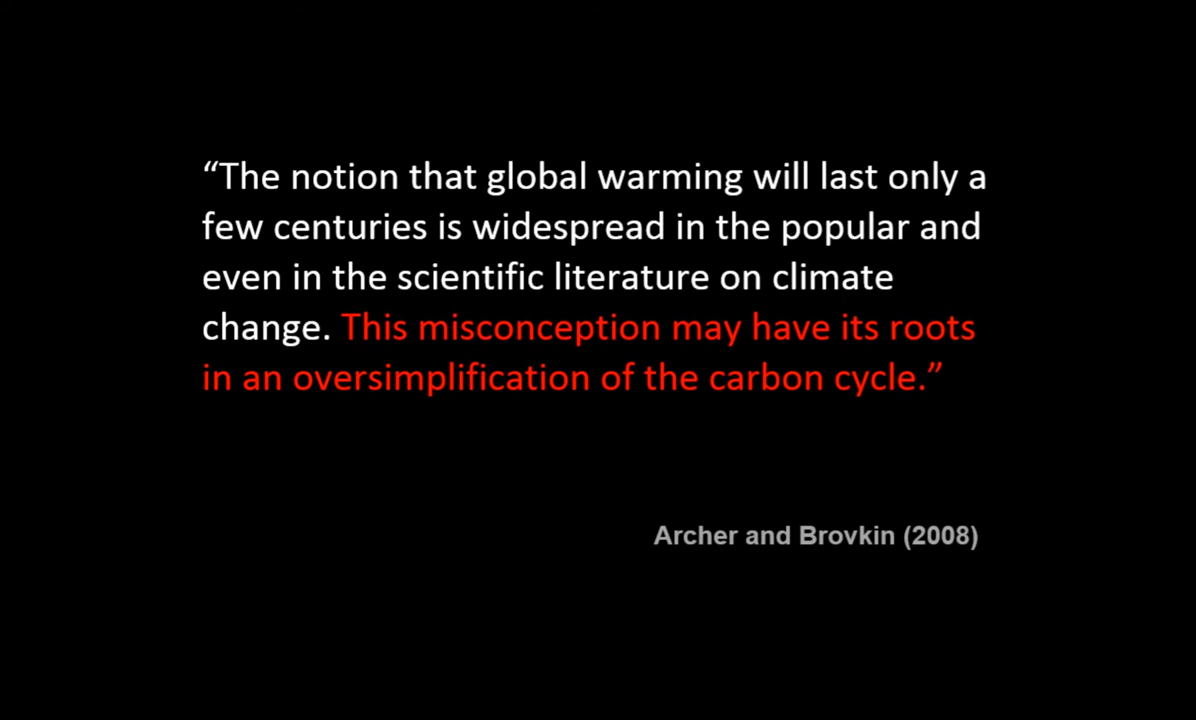 “The notion that global warming will last only a
few centuries is widespread in the popular and
even in the scientific literature on climate
change. This misconception may have its roots
in an oversimplification of the carbon cycle.”
Archer and Brovkin (2008)